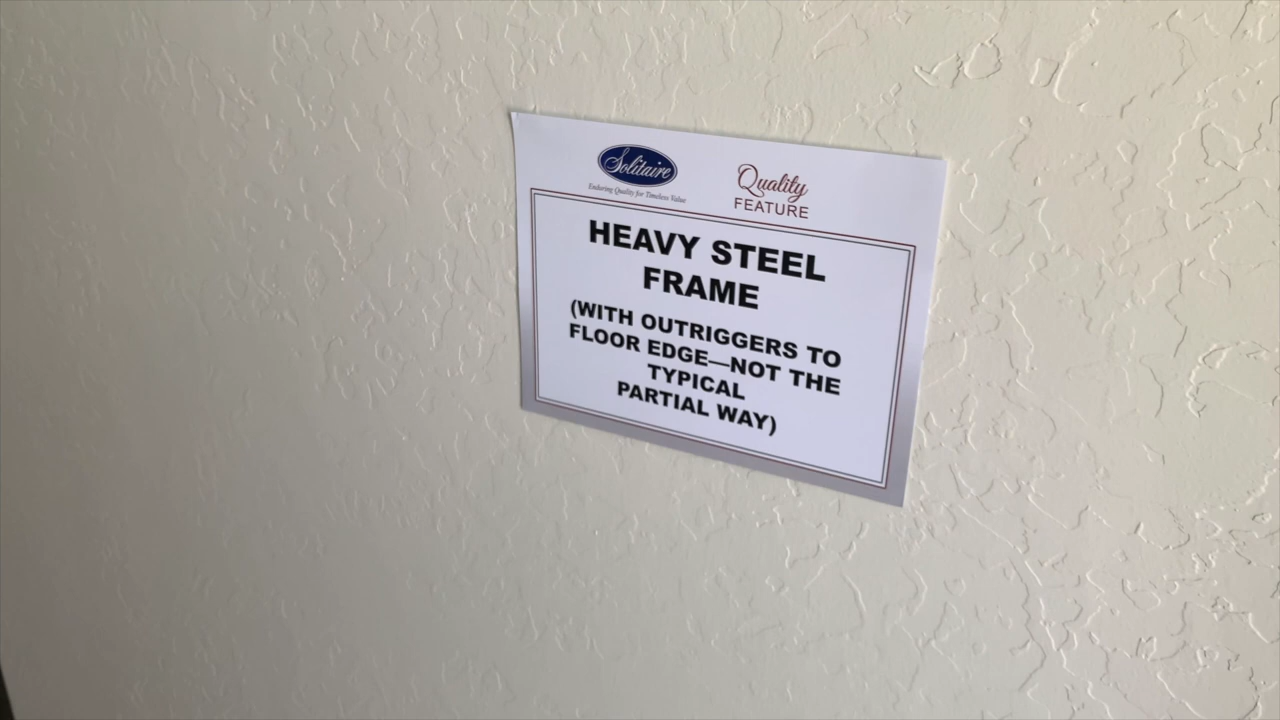 Solitaire
Enduring Quality for Timeless Value
Quality
FEATURE
HEAVY STEEL
FRAME
(WITH OUTRIGGERS TO
FLOOR EDGE—NOT THE
TYPICAL
PARTIAL WAY)